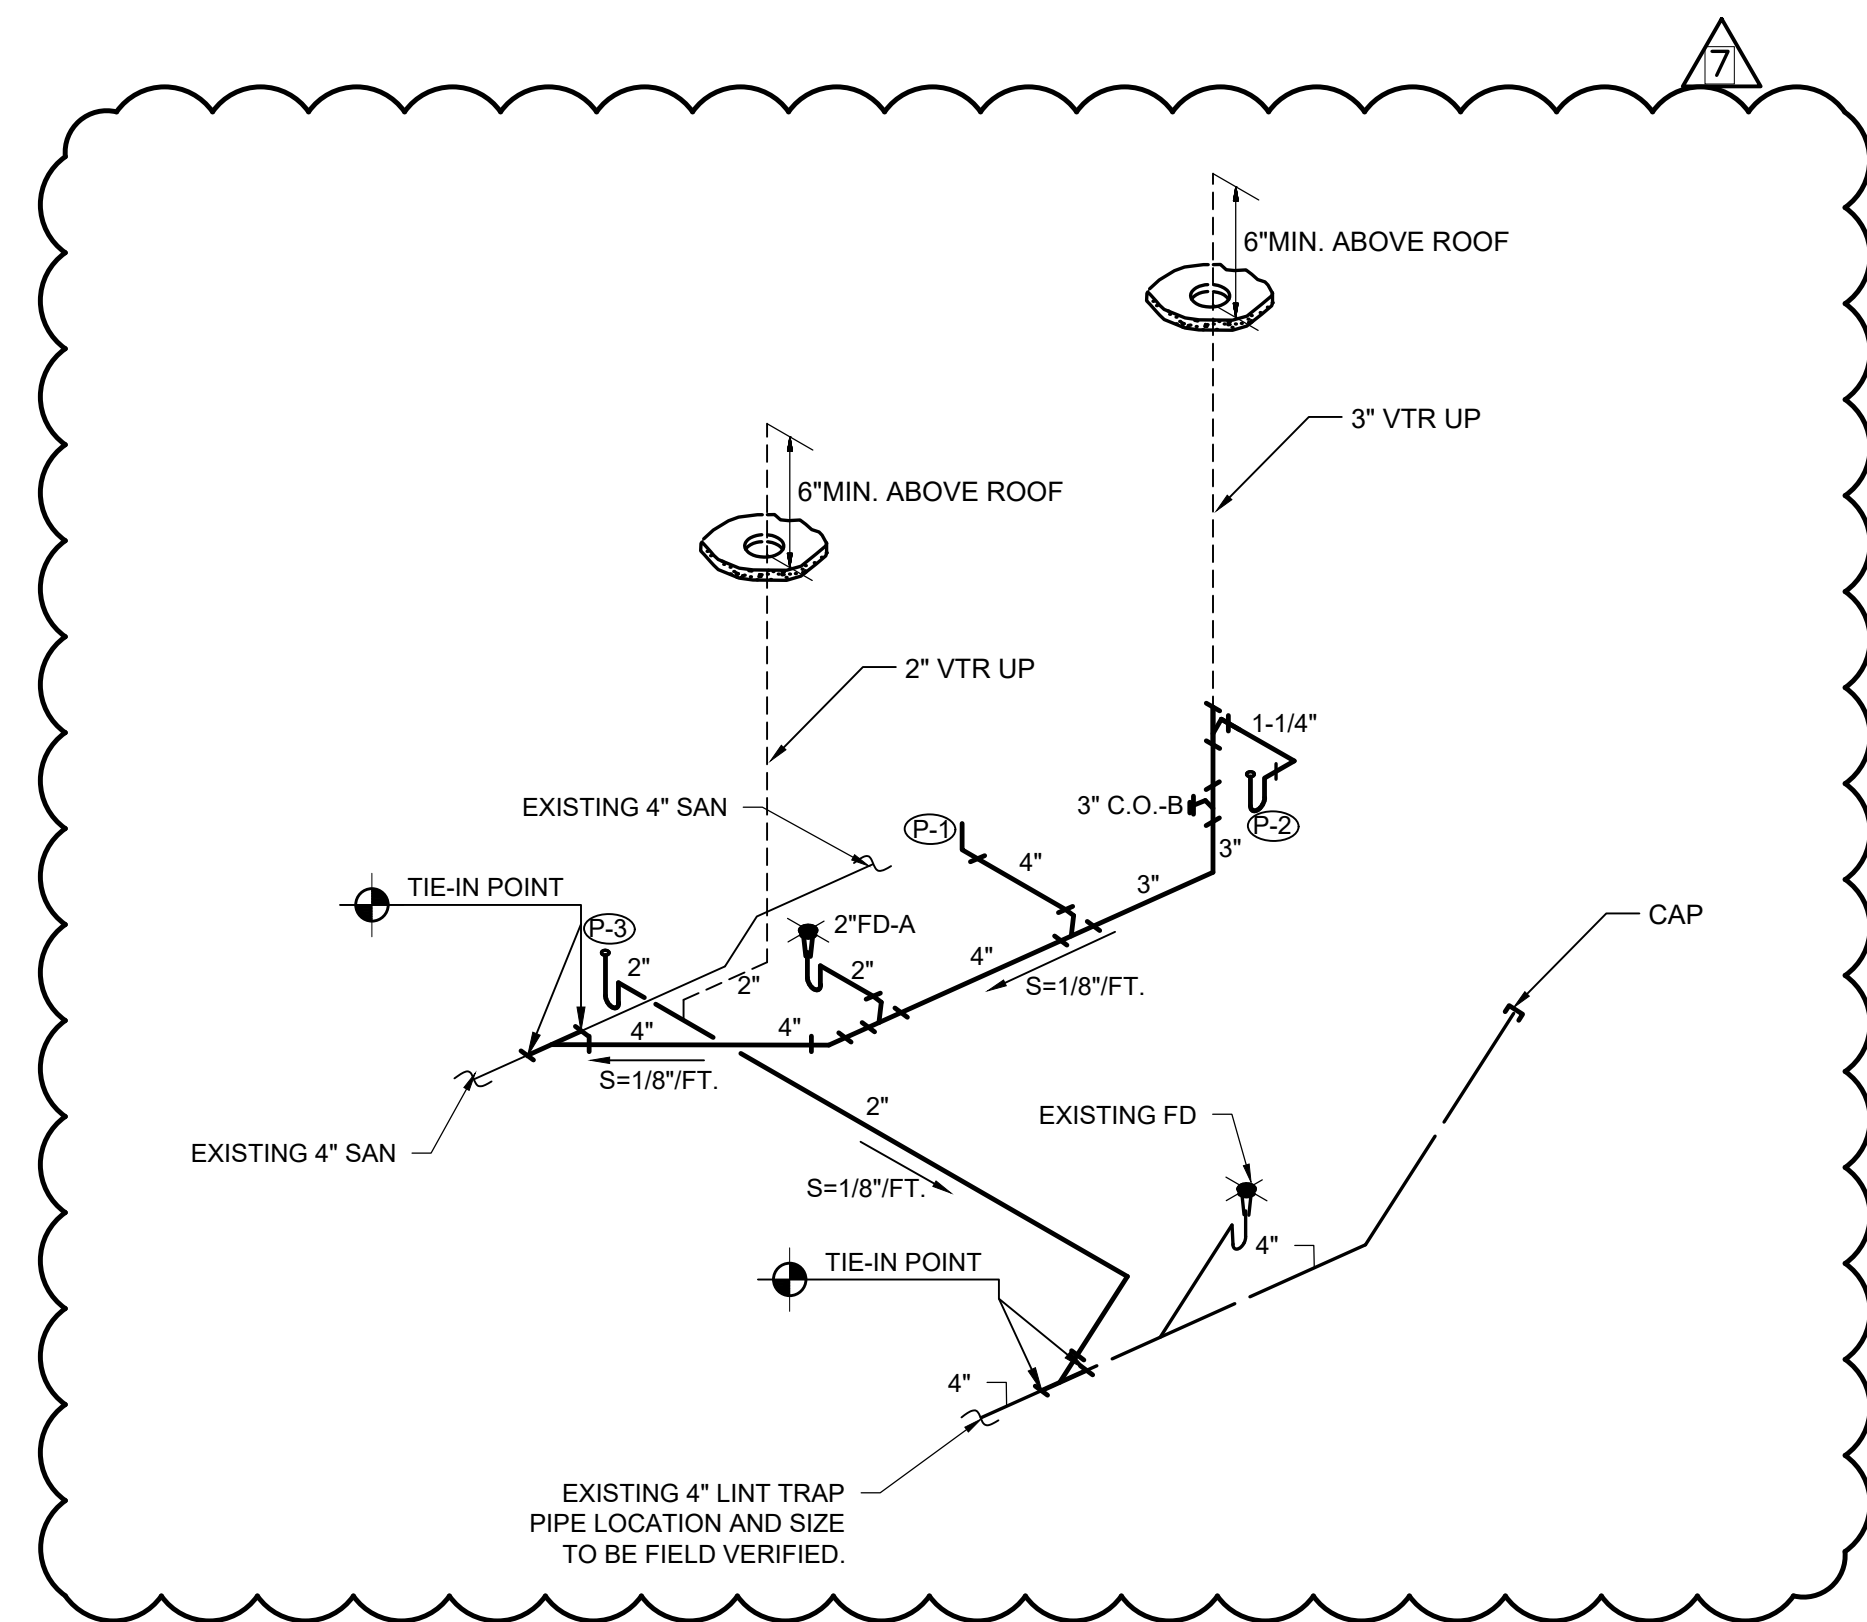 7
6"MIN. ABOVE ROOF
3" VTR UP
6"MIN. ABOVE ROOF
2" VTR UP
1-1/4"
EXISTING 4" SAN
3" C.O.-B
P-2
P-1
3"
4"
3"
TIE-IN POINT
P-3
2"FD-A
CAP
2"
2"
2"
4"
S=1/8"/FT.
4"
4"
S=1/8"/FT.
2"
EXISTING FD
EXISTING 4" SAN
S=1/8"/FT.
4"
TIE-IN POINT
4"
EXISTING 4" LINT TRAP
PIPE LOCATION AND SIZE
TO BE FIELD VERIFIED.